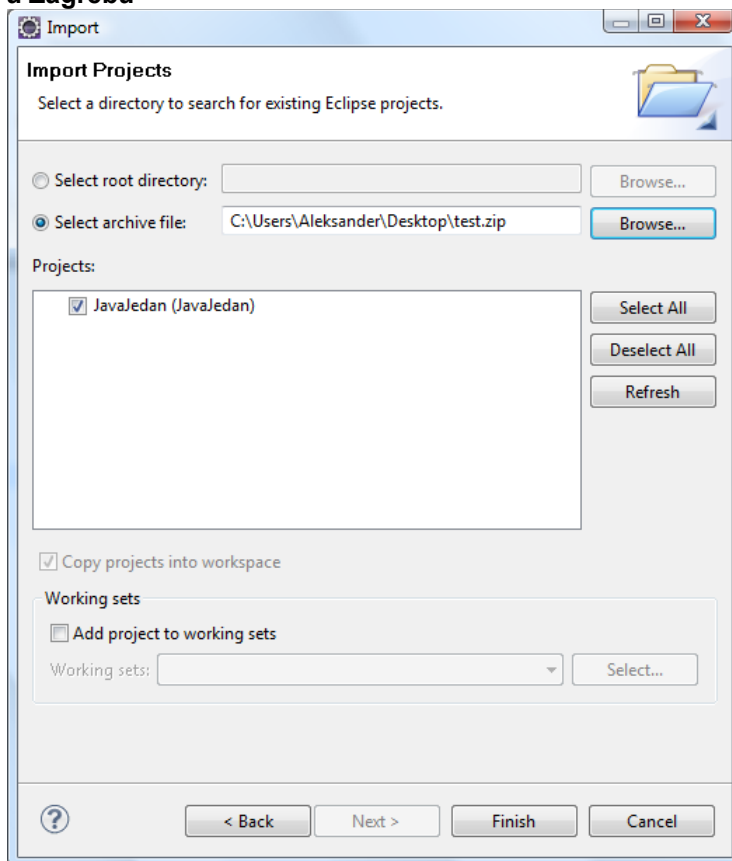 u Zagrebu
Import
Import Projects
Select a directory to search for existing Eclipse projects.
Select root directory:
Browse...
Select archive file:
C:\Users\Aleksander\Desktop\test.zip
Browse...
Projects:
JavaJedan (JavaJedan)
Select All
Deselect All
Refresh
Copy projects into workspace
Working sets
Add project to working sets
Working sets:
Select...
?
< Back
Next >
Finish
Cancel